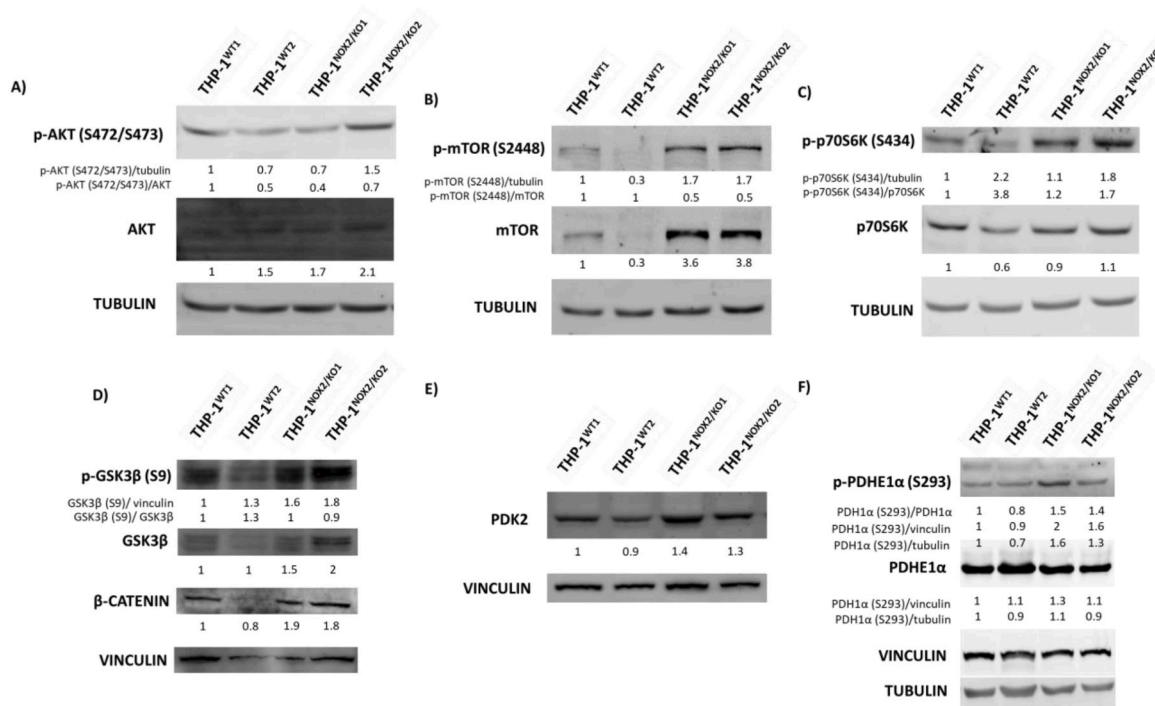 A)
THP-1WT1 THP-1WT2 THP-1NOX2/KO1 THP-1NOX2/KO2
p-AKT (S472/S473)
p-AKT (S472/S473)/tubulin 1 0.7 0.7 1.5
p-AKT (S472/S473)/AKT 1 0.5 0.4 0.7
AKT
1 1.5 1.7 2.1
TUBULIN
B)
THP-1WT1 THP-1WT2 THP-1NOX2/KO1 THP-1NOX2/KO2
p-mTOR (S2448)
p-mTOR (S2448)/tubulin 1 0.3 1.7 1.7
p-mTOR (S2448)/mTOR 1 1 0.5 0.5
mTOR
1 0.3 3.6 3.8
TUBULIN
C)
THP-1WT1 THP-1WT2 THP-1NOX2/KO1 THP-1NOX2/KO2
p-p70S6K (S434)
p-p70S6K (S434)/tubulin 1 2.2 1.1 1.8
p-p70S6K (S434)/p70S6K 1 3.8 1.2 1.7
p70S6K
1 0.6 0.9 1.1
TUBULIN
D)
THP-1WT1 THP-1WT2 THP-1NOX2/KO1 THP-1NOX2/KO2
p-GSK3β (S9)
GSK3β (S9)/ vinculin 1 1.3 1.6 1.8
GSK3β (S9)/ GSK3β 1 1.3 1 0.9
GSK3β
1 1 1.5 2
β-CATENIN
1 0.8 1.9 1.8
VINCULIN
E)
THP-1WT1 THP-1WT2 THP-1NOX2/KO1 THP-1NOX2/KO2
PDK2
1 0.9 1.4 1.3
VINCULIN
F)
THP-1WT1 THP-1WT2 THP-1NOX2/KO1 THP-1NOX2/KO2
p-PDHE1α (S293)
PDH1α (S293)/PDH1α 1 0.8 1.5 1.4
PDH1α (S293)/vinculin 1 0.9 2 1.6
PDH1α (S293)/tubulin 1 0.7 1.6 1.3
PDHE1α
PDH1α (S293)/vinculin 1 1.1 1.3 1.1
PDH1α (S293)/tubulin 1 0.9 1.1 0.9
VINCULIN
TUBULIN